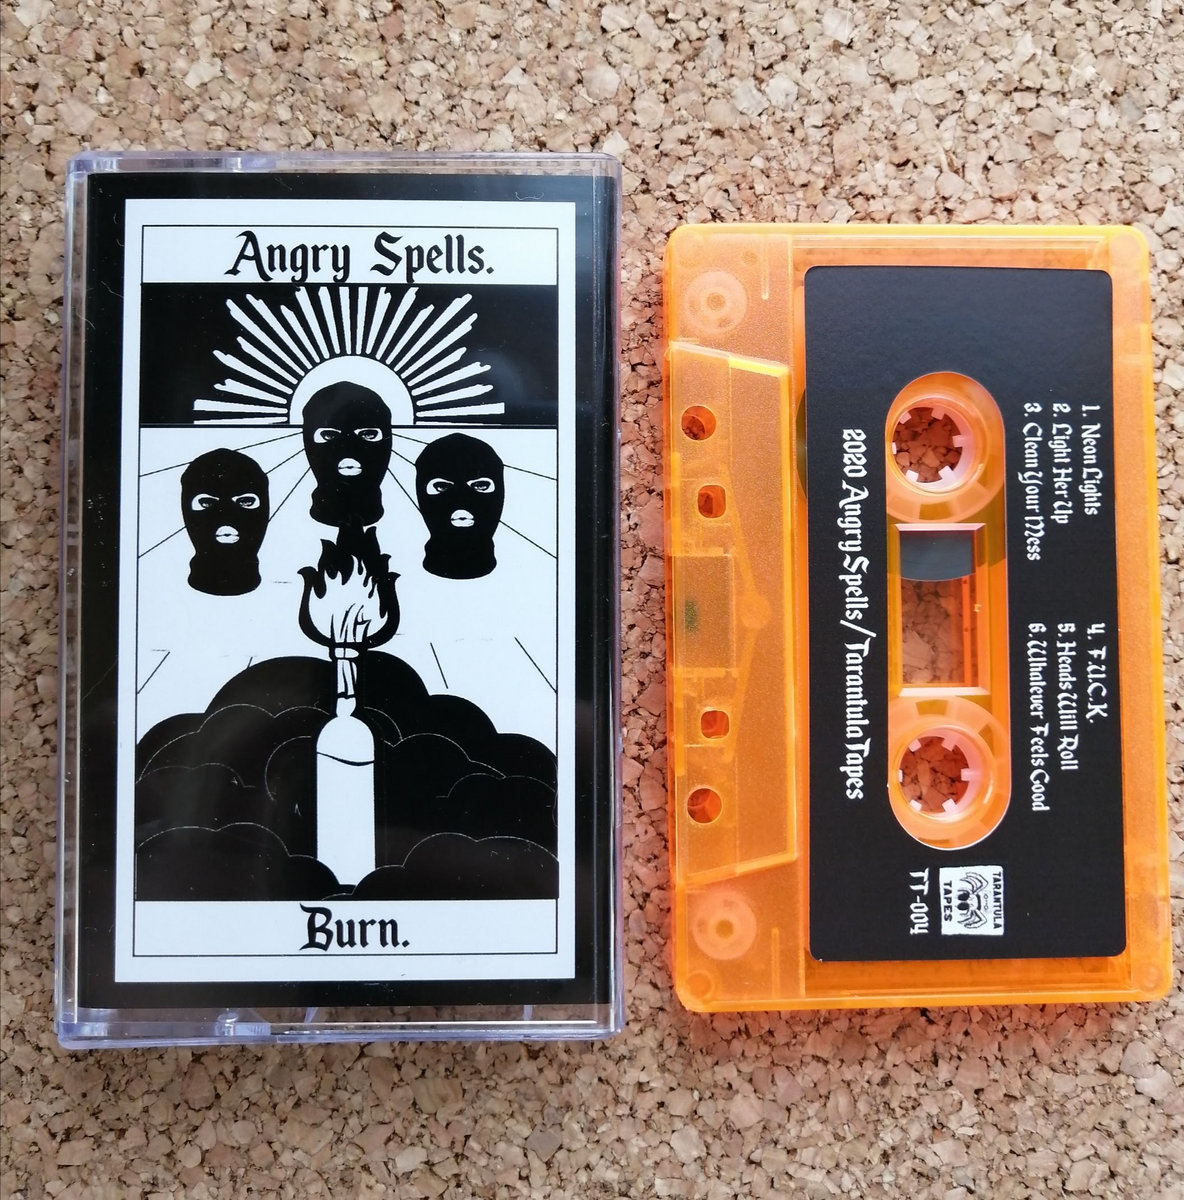 Angry Spells.
Burn.
1. Neon Lights
2. Light Her Up
3. Clean Your Mess
4. F.U.C.K.
5. Heads Will Roll
6. Whatever Feels Good
2020 Angry Spells/Tarantula Tapes
TARANTULA
TAPES
TT-004